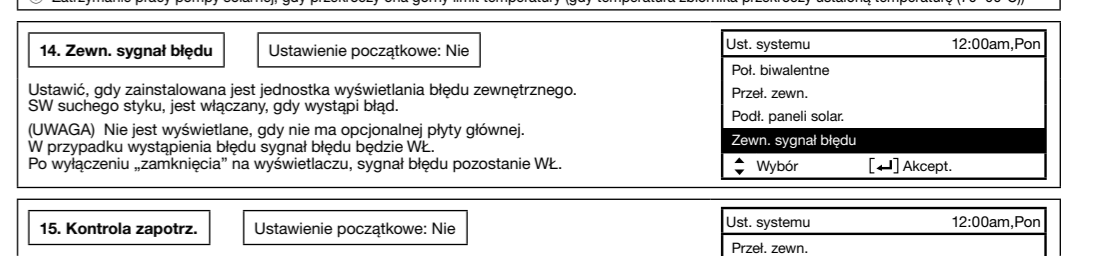 Zatrzymanie pracy pompy solarnej, gdy przekroczy ona górny limit temperatury (gdy temperatura zbiornika przekroczy ustaloną temperaturę
14. Zewn. sygnał błędu
Ustawienie początkowe: Nie
Ustawić, gdy zainstalowana jest jednostka wyświetlania błędu zewnętrznego.
SW suchego styku, jest włączany, gdy wystąpi błąd.
(UWAGA) Nie jest wyświetlane, gdy nie ma opcjonalnej płyty głównej.
W przypadku wystąpienia błędu sygnał błędu będzie WŁ.
Po wyłączeniu „zamknięcia” na wyświetlaczu, sygnał błędu pozostanie WŁ.
Ust. systemu 12:00am,Pon
Poł. biwalentne
Przeł. zewn.
Podł. paneli solar.
Zewn. sygnał błędu
Wybór [↵] Akcept.
15. Kontrola zapotrz.
Ustawienie początkowe: Nie
Ust. systemu 12:00am,Pon
Przeł. zewn.